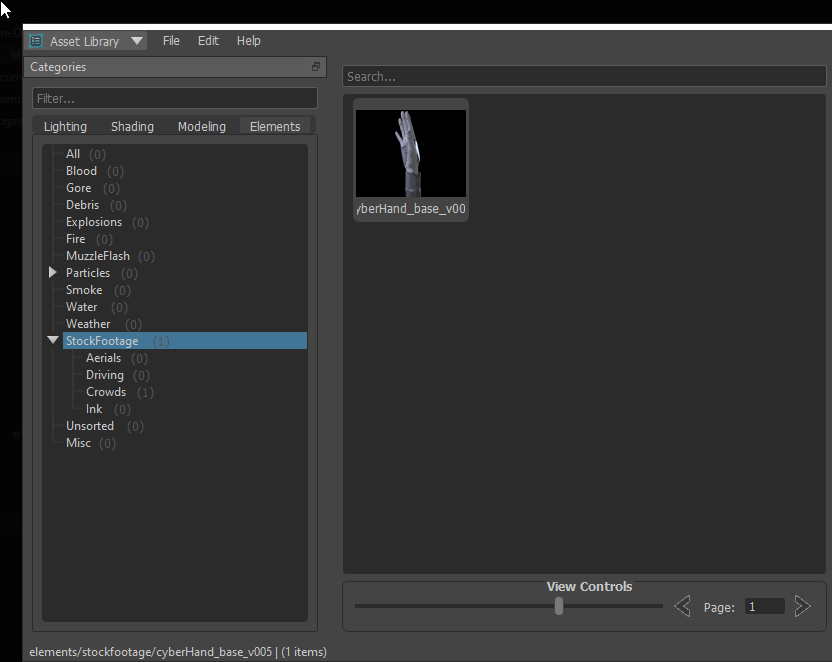 Asset Library File Edit Help
Categories
Search...
Filter...
Lighting Shading Modeling Elements
All (0)
Blood (0)
Gore (0)
Debris (0)
Explosions (0)
Fire (0)
MuzzleFlash (0)
Particles (0)
Smoke (0)
Water (0)
Weather (0)
StockFootage (1)
Aerials (0)
Driving (0)
Crowds (1)
Ink (0)
Unsorted (0)
Misc (0)
yberHand_base_v00
View Controls
Page: 1
elements/stockfootage/cyberHand_base_v005 | (1 items)